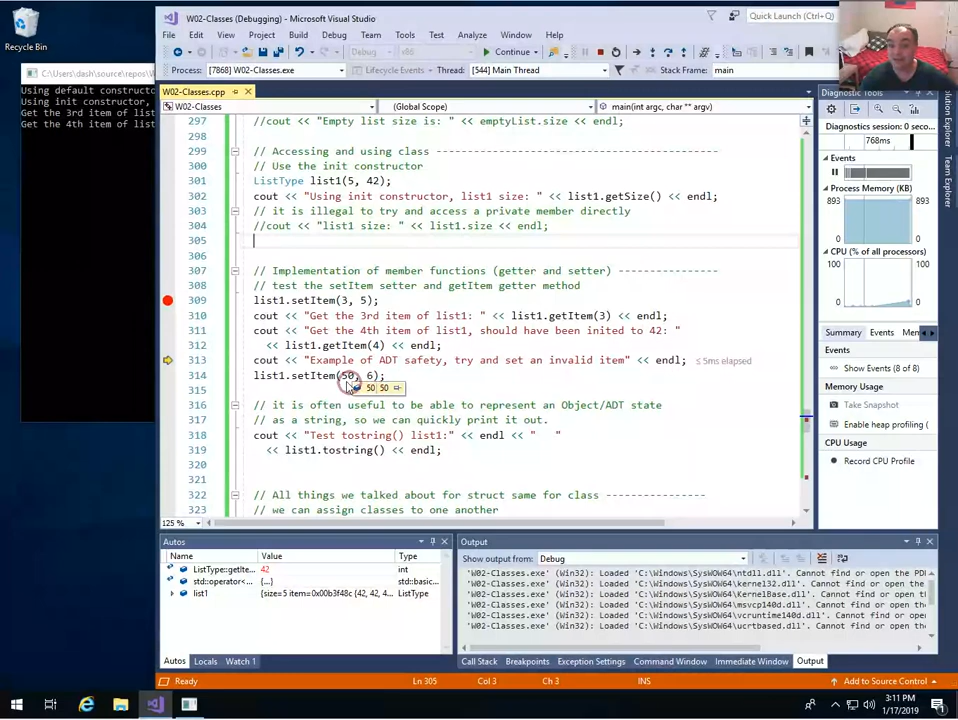 Recycle Bin
W02-Classes (Debugging) - Microsoft Visual Studio
Quick Launch (Ctrl+Q)
File Edit View Project Build Debug Team Tools Test Analyze Window Help
Debug x86 Continue
Process: [7868] W02-Classes.exe Lifecycle Events Thread: [544] Main Thread Stack Frame: main
C:\Users\dash\source\repos\W
Using default constructo
Using init constructor,
Get the 3rd item of list
Get the 4th item of list
W02-Classes.cpp
W02-Classes (Global Scope) main(int argc, char ** argv)
297 //cout << "Empty list size is: " << emptyList.size << endl;
298
299 // Accessing and using class ----------------------------------------
300 // Use the init constructor
301 ListType list1(5, 42);
302 cout << "Using init constructor, list1 size: " << list1.getSize() << endl;
303 // it is illegal to try and access a private member directly
304 //cout << "list1 size: " << list1.size << endl;
305
306
307 // Implementation of member functions (getter and setter) ---------------
308 // test the setItem setter and getItem getter method
309 list1.setItem(3, 5);
310 cout << "Get the 3rd item of list1: " << list1.getItem(3) << endl;
311 cout << "Get the 4th item of list1, should have been inited to 42: "
312 << list1.getItem(4) << endl;
313 cout << "Example of ADT safety, try and set an invalid item" << endl; ≤ 5ms elapsed
314 list1.setItem(50, 6);
50 50
315
316 // it is often useful to be able to represent an Object/ADT state
317 // as a string, so we can quickly print it out.
318 cout << "Test tostring() list1:" << endl << "   "
319 << list1.tostring() << endl;
320
321
322 // All things we talked about for struct same for class ---------------
323 // we can assign classes to one another
125 %
Diagnostic Tools
Diagnostics session: 0 seco
768ms
Events
Process Memory (KB)
893 893
0 0
CPU (% of all processors)
100 100
0 0
Summary Events Mem
Events
Show Events (8 of 8)
Memory Usage
Take Snapshot
Enable heap profiling (
CPU Usage
Record CPU Profile
Solution Explorer
Team Explorer
Autos
Name Value Type
ListType::getIte 42 int
std::operator<.. {...} std::basic..
list1 {size=5 item=0x00b3f48c {42, 42, 4.. ListType
Autos Locals Watch 1
Output
Show output from: Debug
'W02-Classes.exe' (Win32): Loaded 'C:\Windows\SysWOW64\ntdll.dll'. Cannot find or open the PD
'W02-Classes.exe' (Win32): Loaded 'C:\Windows\SysWOW64\kernel32.dll'. Cannot find or open the
'W02-Classes.exe' (Win32): Loaded 'C:\Windows\SysWOW64\KernelBase.dll'. Cannot find or open t
'W02-Classes.exe' (Win32): Loaded 'C:\Windows\SysWOW64\msvcp140d.dll'. Cannot find or open th
'W02-Classes.exe' (Win32): Loaded 'C:\Windows\SysWOW64\vcruntime140d.dll'. Cannot find or ope
'W02-Classes.exe' (Win32): Loaded 'C:\Windows\SysWOW64\ucrtbased.dll'. Cannot find or open th
Call Stack Breakpoints Exception Settings Command Window Immediate Window Output
Ready Ln 305 Col 3 Ch 3 INS Add to Source Control
3:11 PM
1/17/2019